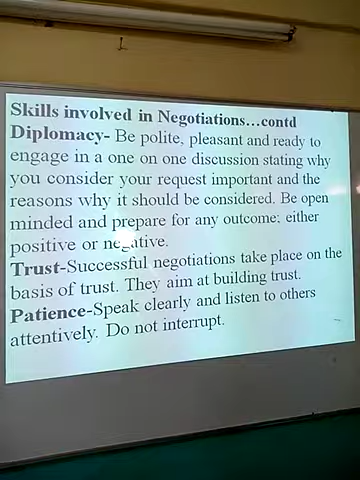 Skills involved in Negotiations...contd
Diplomacy- Be polite, pleasant and ready to
engage in a one on one discussion stating why
you consider your request important and the
reasons why it should be considered. Be open
minded and prepare for any outcome; either
positive or negative.
Trust-Successful negotiations take place on the
basis of trust. They aim at building trust.
Patience-Speak clearly and listen to others
attentively. Do not interrupt.